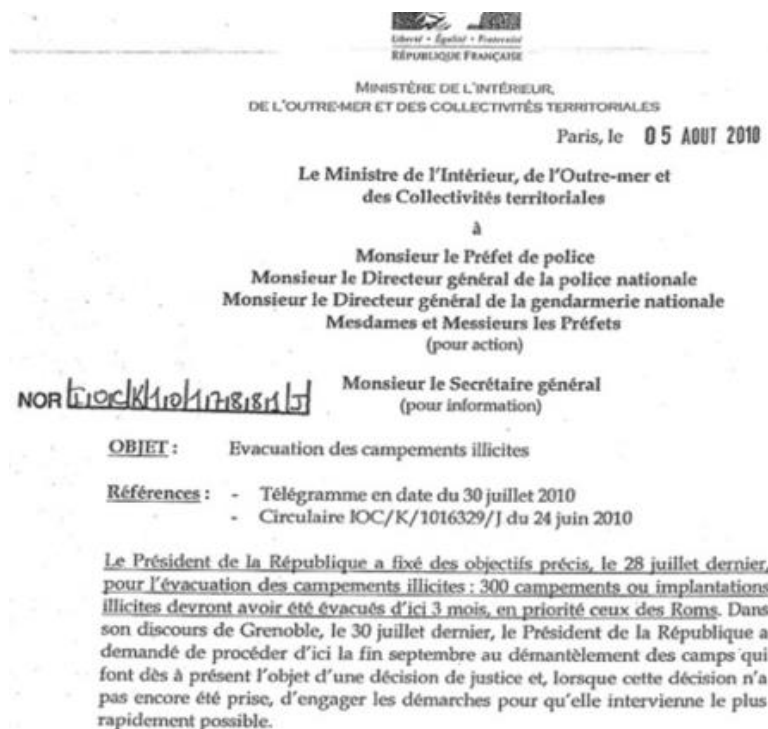 Liberté • Égalité • Fraternité
RÉPUBLIQUE FRANÇAISE
MINISTÈRE DE L'INTÉRIEUR,
DE L'OUTRE-MER ET DES COLLECTIVITÉS TERRITORIALES
Paris, le 05 AOUT 2010
Le Ministre de l'Intérieur, de l'Outre-mer et
des Collectivités territoriales
à
Monsieur le Préfet de police
Monsieur le Directeur général de la police nationale
Monsieur le Directeur général de la gendarmerie nationale
Mesdames et Messieurs les Préfets
(pour action)
NOR IOCK1017881J
Monsieur le Secrétaire général
(pour information)
OBJET : Evacuation des campements illicites
Références : - Télégramme en date du 30 juillet 2010
- Circulaire IOC/K/1016329/J du 24 juin 2010
Le Président de la République a fixé des objectifs précis, le 28 juillet dernier,
pour l'évacuation des campements illicites : 300 campements ou implantations
illicites devront avoir été évacués d'ici 3 mois, en priorité ceux des Roms. Dans
son discours de Grenoble, le 30 juillet dernier, le Président de la République a
demandé de procéder d'ici la fin septembre au démantèlement des camps qui
font dès à présent l'objet d'une décision de justice et, lorsque cette décision n'a
pas encore été prise, d'engager les démarches pour qu'elle intervienne le plus
rapidement possible.